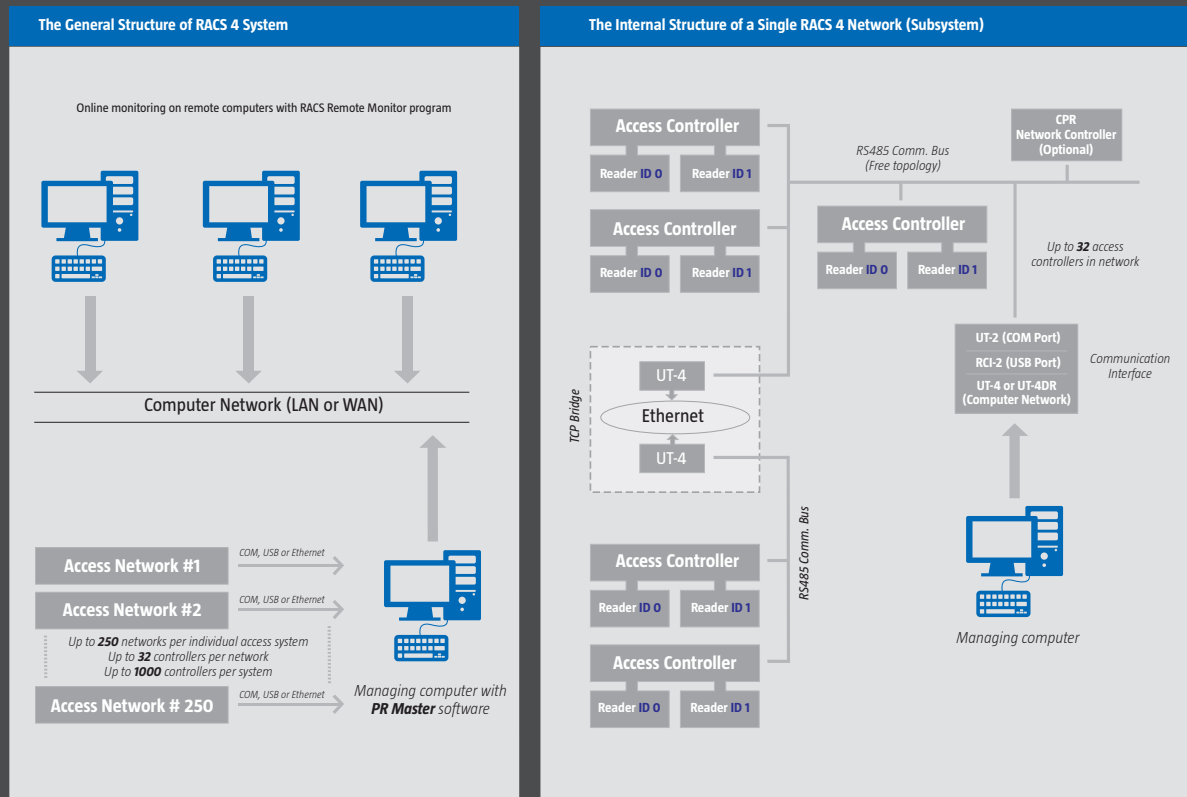 The General Structure of RACS 4 System
Online monitoring on remote computers with RACS Remote Monitor program
Computer Network (LAN or WAN)
Access Network #1
COM, USB or Ethernet
Access Network #2
COM, USB or Ethernet
Up to 250 networks per individual access system
Up to 32 controllers per network
Up to 1000 controllers per system
Access Network # 250
COM, USB or Ethernet
Managing computer with
PR Master software
The Internal Structure of a Single RACS 4 Network (Subsystem)
Access Controller
Reader ID 0
Reader ID 1
Access Controller
Reader ID 0
Reader ID 1
RS485 Comm. Bus
(Free topology)
CPR
Network Controller
(Optional)
Access Controller
Reader ID 0
Reader ID 1
Up to 32 access
controllers in network
UT-2 (COM Port)
RCI-2 (USB Port)
UT-4 or UT-4DR
(Computer Network)
Communication
Interface
TCP Bridge
UT-4
Ethernet
UT-4
RS485 Comm. Bus
Access Controller
Reader ID 0
Reader ID 1
Access Controller
Reader ID 0
Reader ID 1
Managing computer